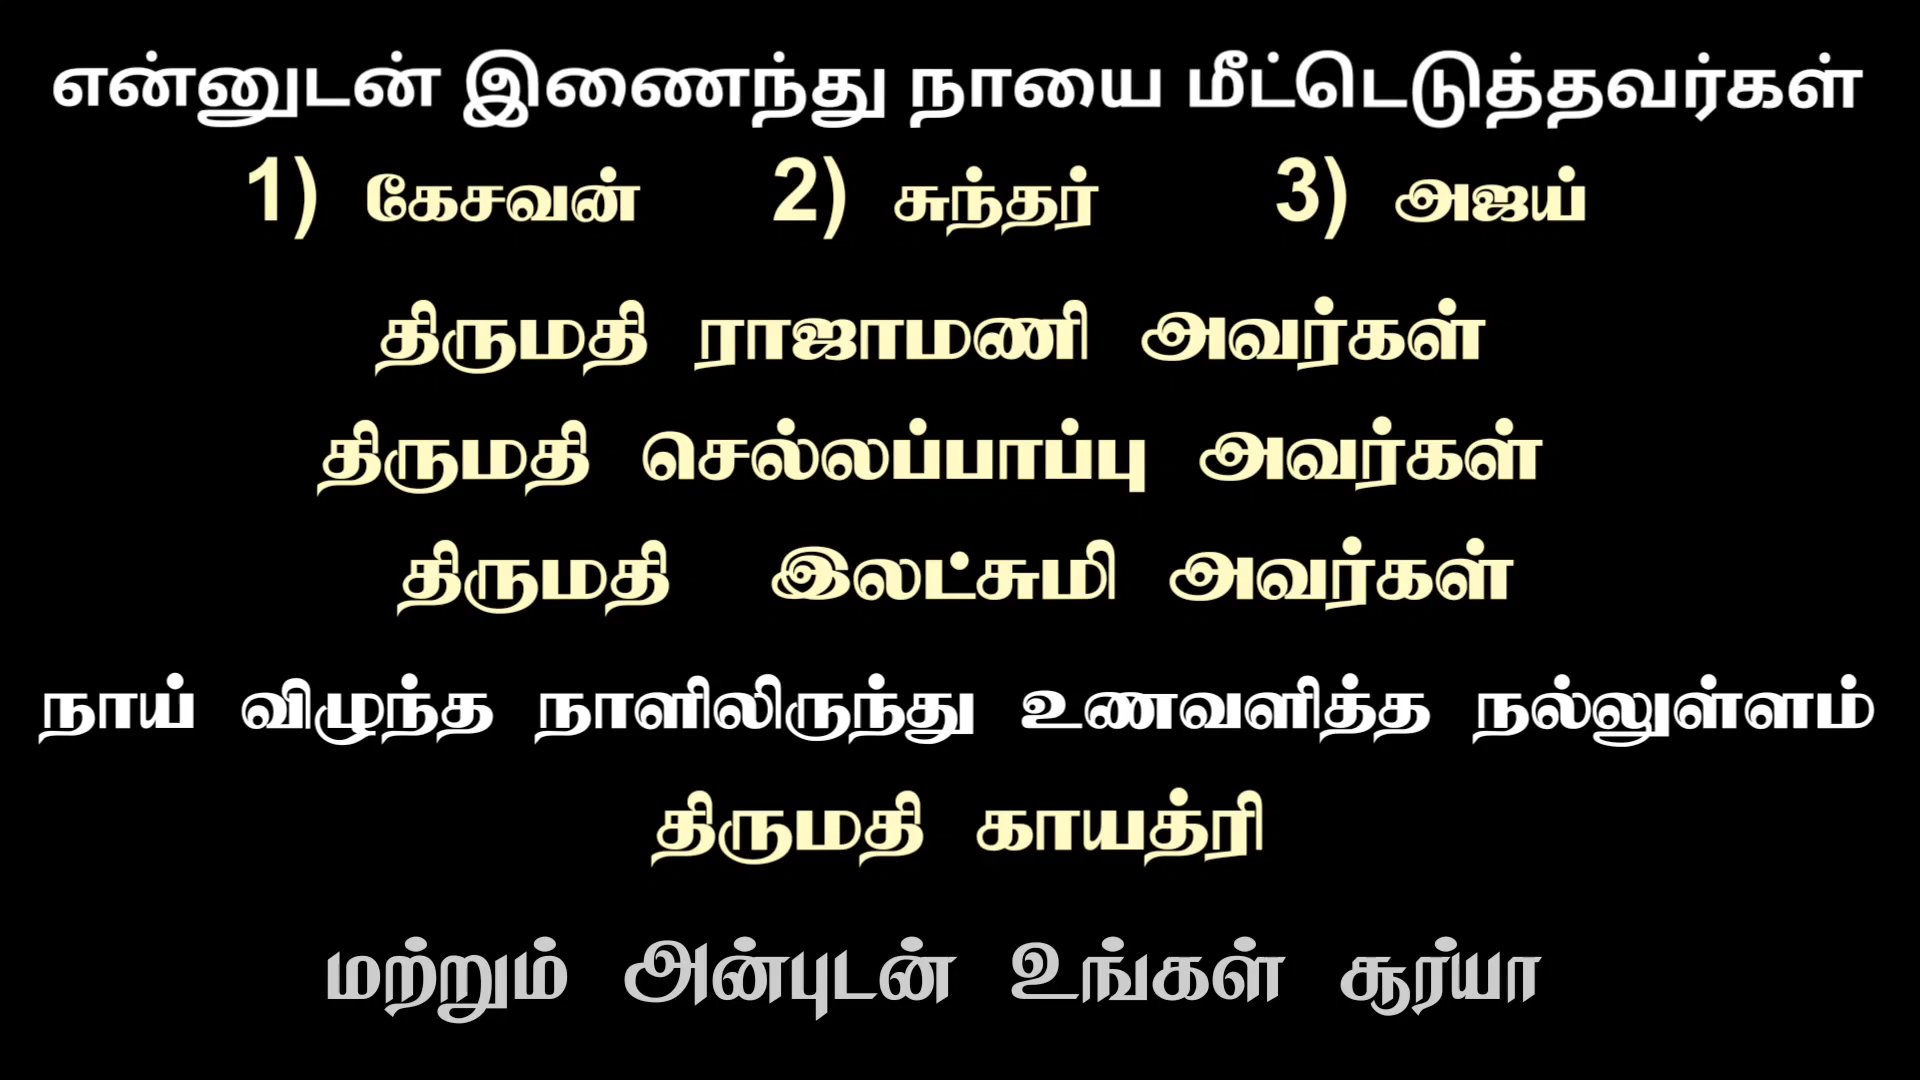 என்னுடன் இணைந்து நாயை மீட்டெடுத்தவர்கள்
1) கேசவன் 2) சுந்தர் 3) அஜய்
திருமதி ராஜாமணி அவர்கள்
திருமதி செல்லப்பாப்பு அவர்கள்
திருமதி இலட்சுமி அவர்கள்
நாய் விழுந்த நாளிலிருந்து உணவளித்த நல்லுள்ளம்
திருமதி காயத்ரி
மற்றும் அன்புடன் உங்கள் சூர்யா